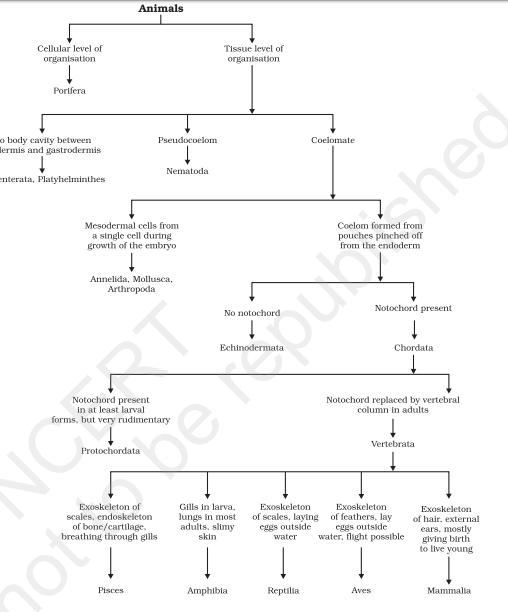 Animals
Cellular level of
organisation
Tissue level of
organisation
Porifera
body cavity between
and gastrodermis
Pseudocoelom
Coelomate
Nematoda
Platyhelminthes
Mesodermal cells from
a single cell during
growth of the embryo
Coelom formed from
pouches pinched off
from the endoderm
Annelida, Mollusca,
Arthropoda
No notochord
Notochord present
Echinodermata
Chordata
Notochord present
in at least larval
forms, but very rudimentary
Notochord replaced by vertebral
column in adults
Protochordata
Vertebrata
Exoskeleton of
scales, endoskeleton
of bone/cartilage,
breathing through gills
Gills in larva,
lungs in most
adults, slimy
skin
Exoskeleton
of scales, laying
eggs outside
water
Exoskeleton
of feathers, lay
eggs outside
water, flight possible
Exoskeleton
of hair, external
ears, mostly
giving birth
to live young
Pisces
Amphibia
Reptilia
Aves
Mammalia
NCERT
not to be republished